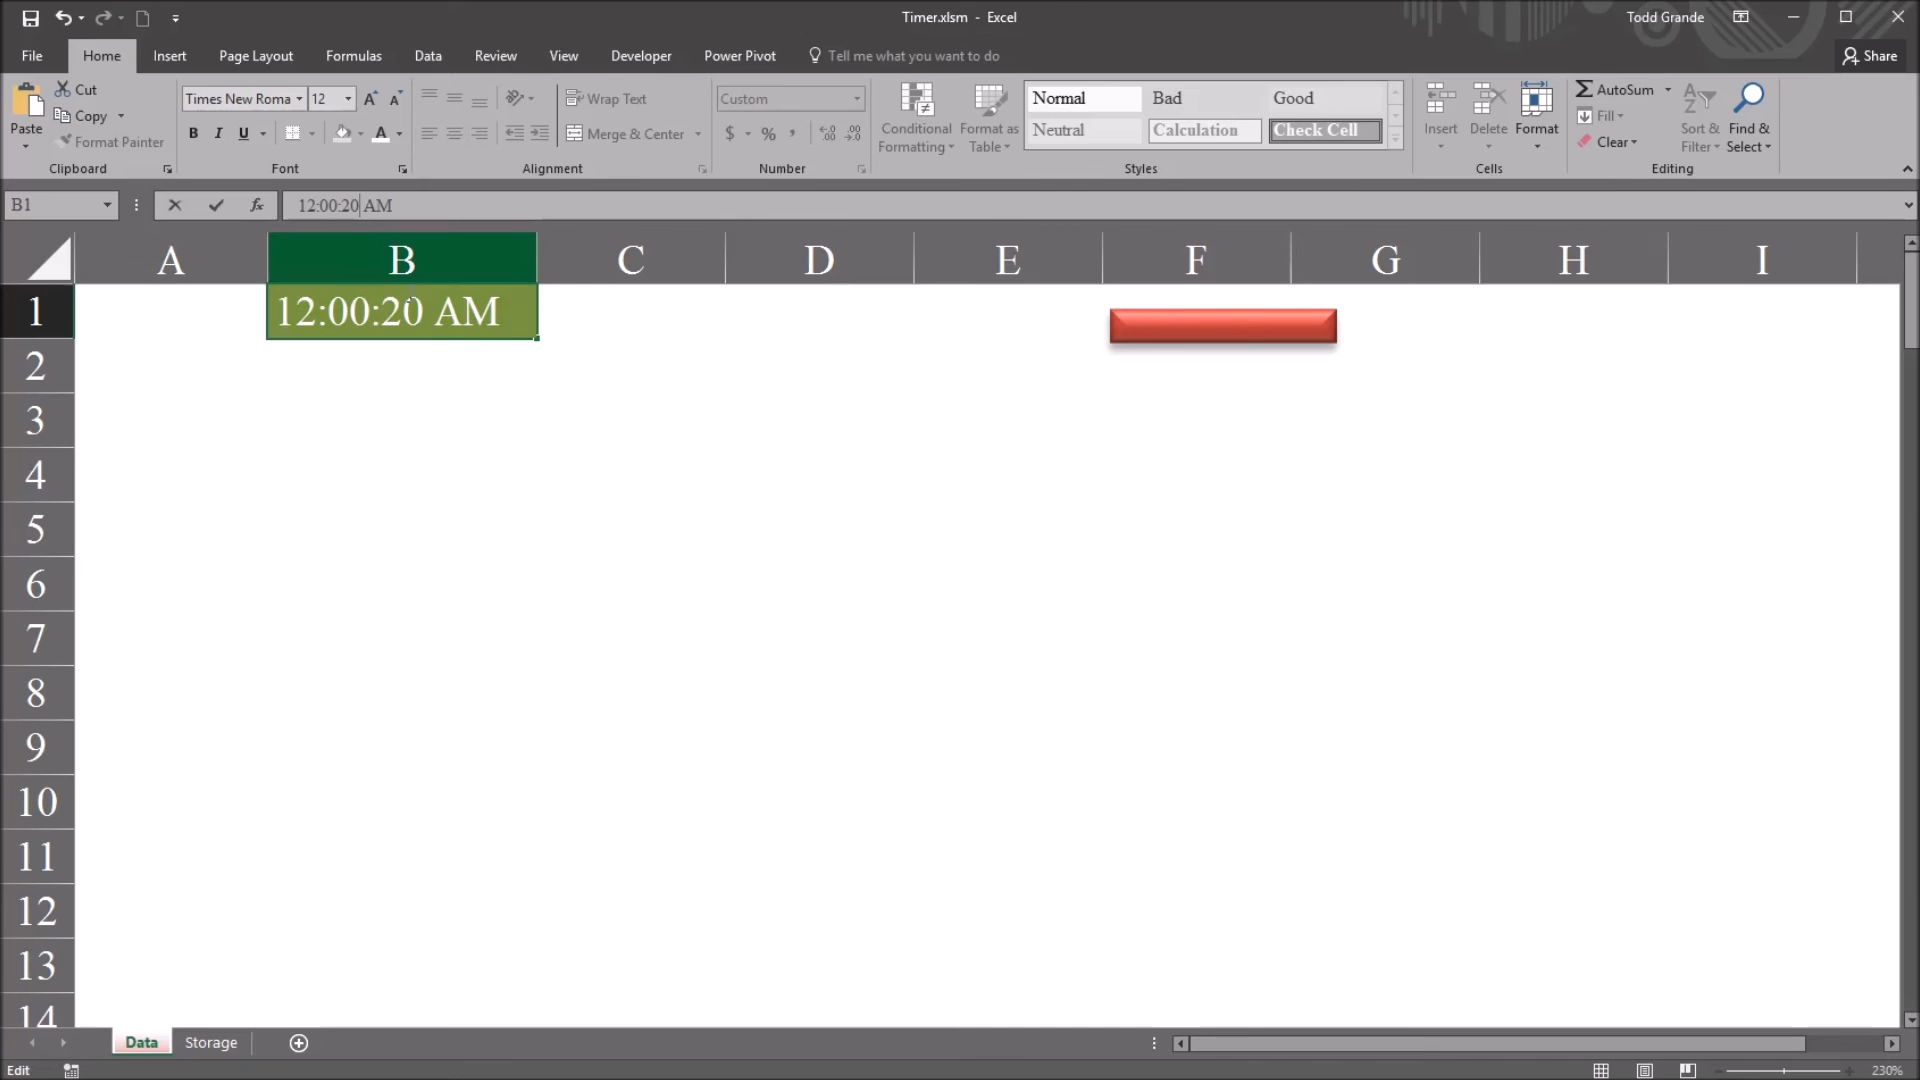 Timer.xlsm - Excel
Todd Grande
File Home Insert Page Layout Formulas Data Review View Developer Power Pivot Tell me what you want to do Share
Paste
Cut
Copy
Format Painter
Clipboard
Times New Roma 12
B I U A
Font
Wrap Text
Merge & Center
Alignment
Custom
$ % ,
Number
Conditional Formatting
Format as Table
Normal Bad Good
Neutral Calculation Check Cell
Styles
Insert Delete Format
Cells
AutoSum
Fill
Clear
Sort & Filter
Find & Select
Editing
B1 fx 12:00:20 AM
A B C D E F G H I
1 12:00:20 AM
2
3
4
5
6
7
8
9
10
11
12
13
14
Data Storage
Edit 230%